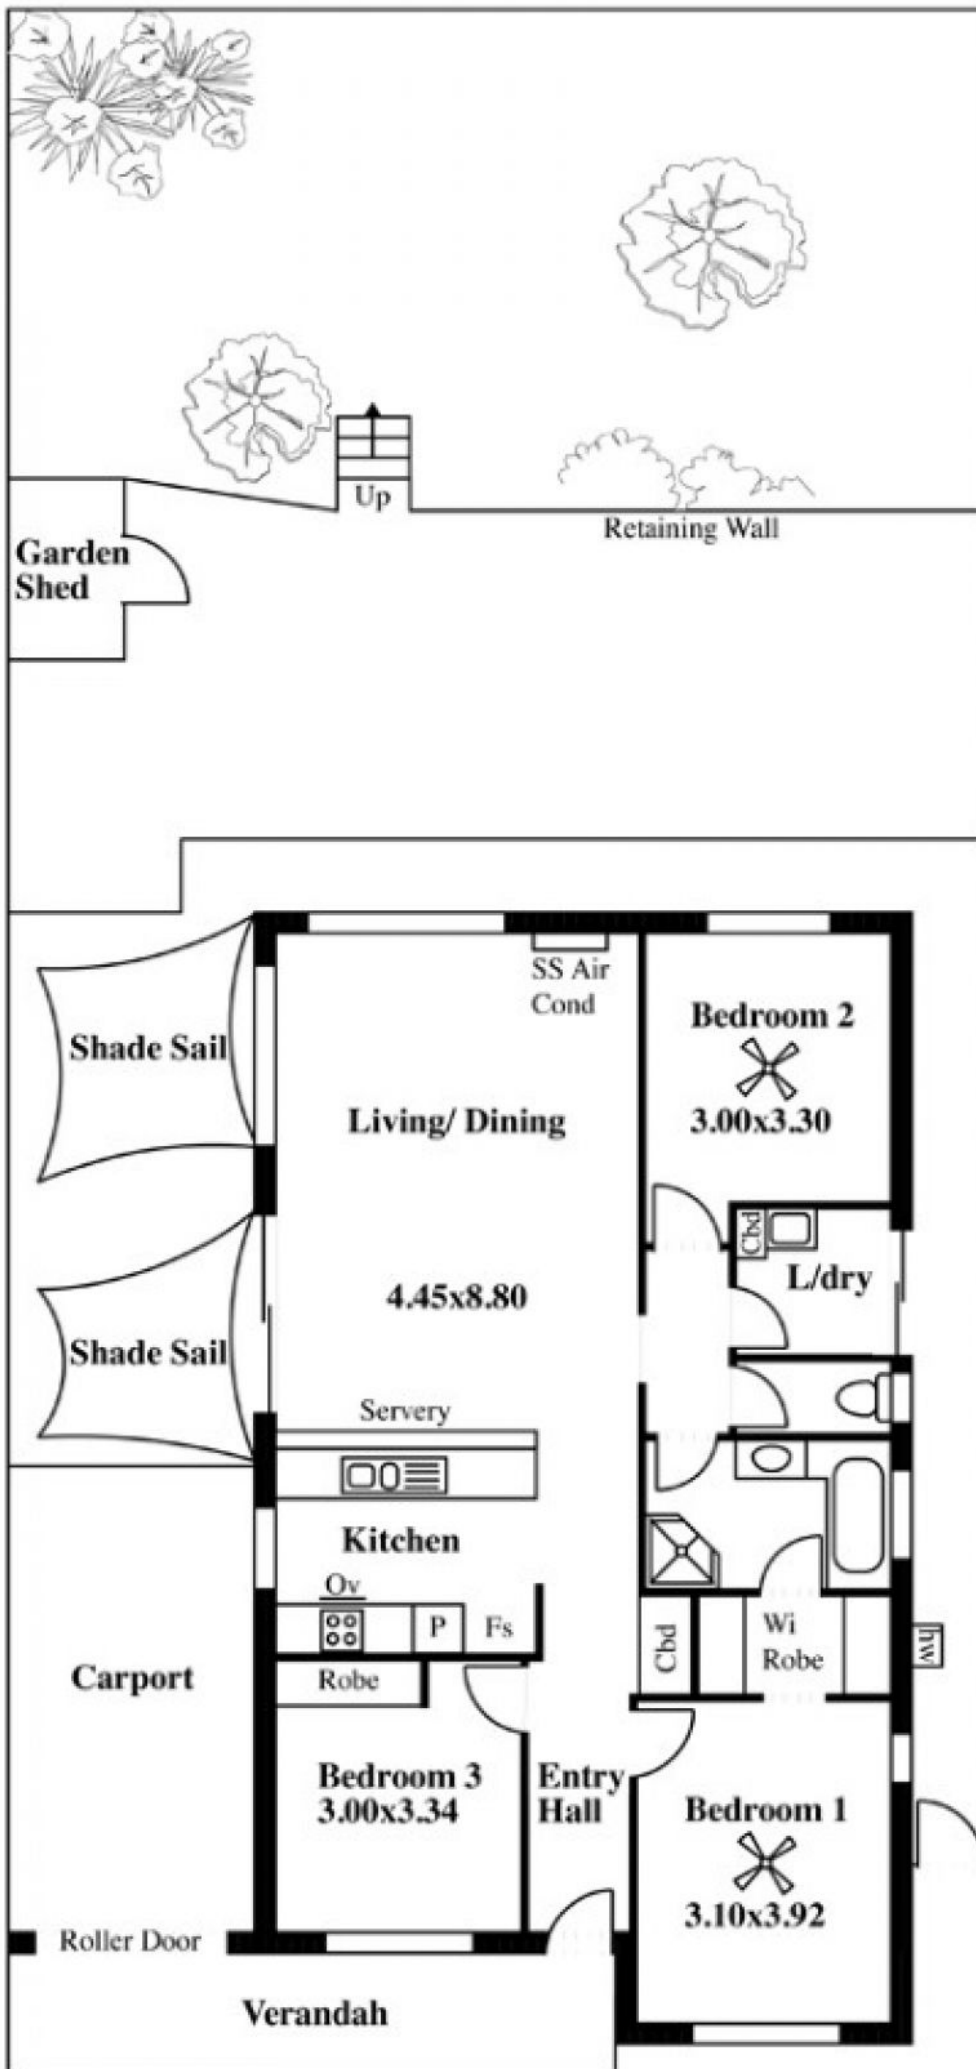 Up
Retaining Wall
Garden
Shed
SS Air
Cond
Bedroom 2
3.00x3.30
Shade Sail
Living/ Dining
Cbd
L/dry
4.45x8.80
Shade Sail
Servery
Kitchen
Ov
P
Fs
Cbd
Wi
Robe
hw
Carport
Robe
Bedroom 3
3.00x3.34
Entry
Hall
Bedroom 1
3.10x3.92
Roller Door
Verandah